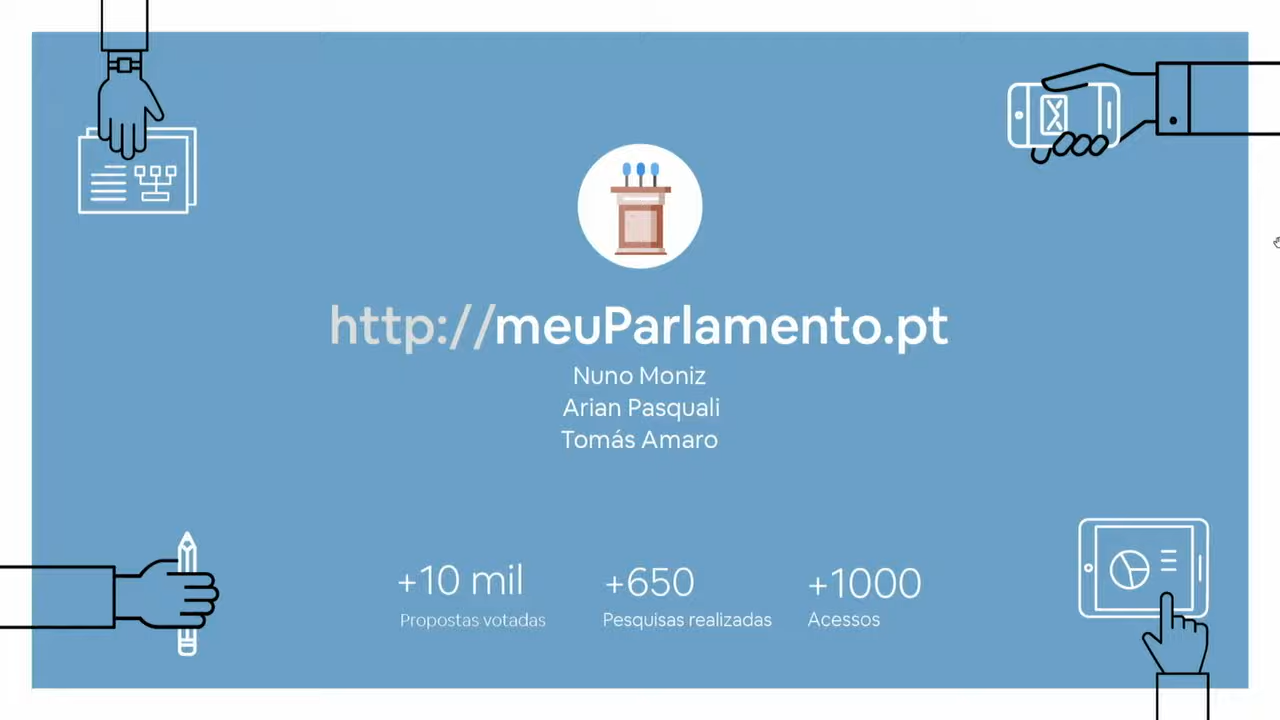 http://meuParlamento.pt
Nuno Moniz
Arian Pasquali
Tomás Amaro
+10 mil
Propostas votadas
+650
Pesquisas realizadas
+1000
Acessos